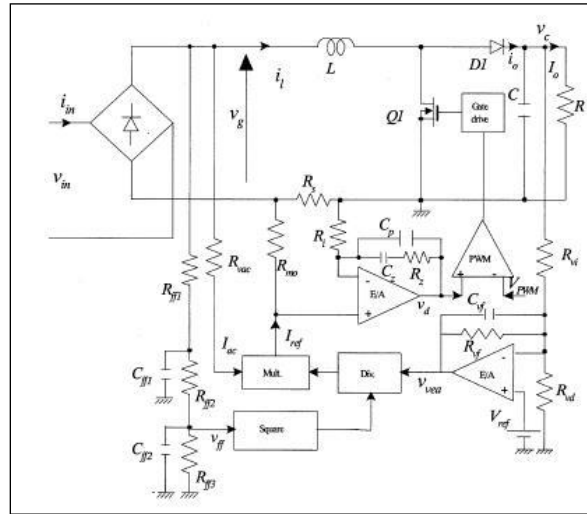 v_c
i_l
L
D1
i_o
I_o
i_in
v_g
Q1
Gate
drive
C
R
v_in
R_s
R_l
C_p
C_z
R_z
R_ff1
R_vac
R_mo
E/A
v_d
PWM
+
-
V_PWM
R_vi
C_vf
R_vf
I_ac
I_ref
-
+
C_ff1
R_ff2
Mult.
Div.
v_vea
E/A
-
+
R_vd
V_ref
C_ff2
v_ff
Square
R_ff3